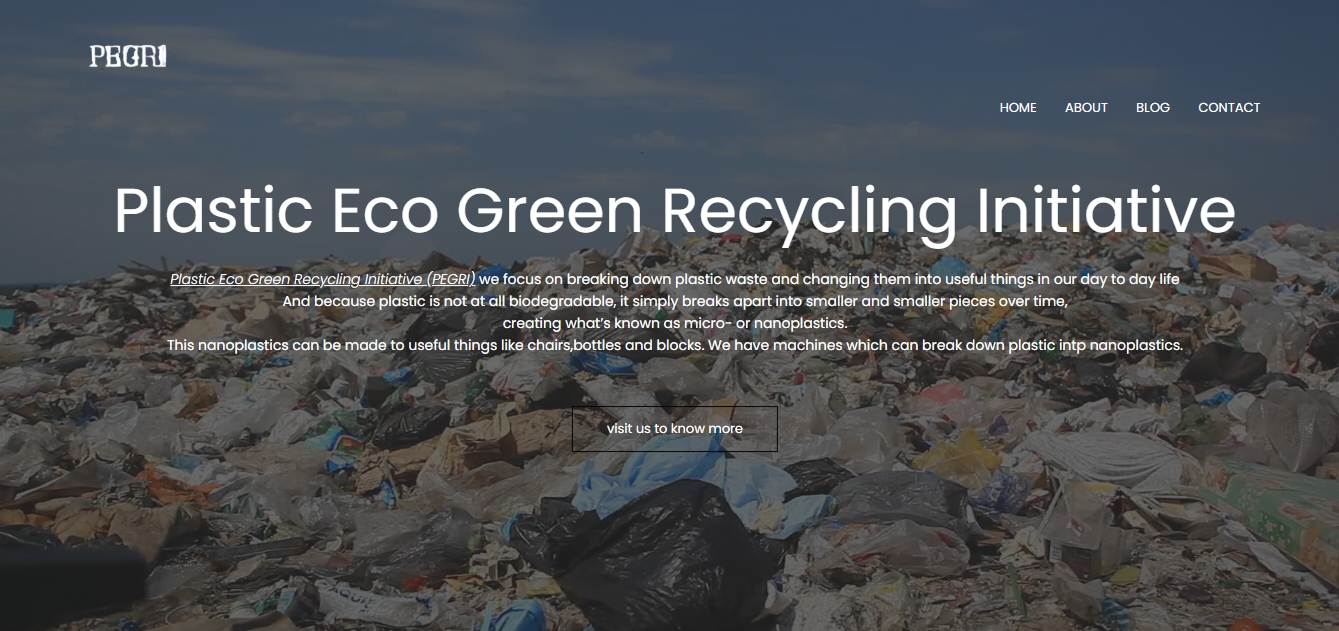 PEGRI
HOME ABOUT BLOG CONTACT
Plastic Eco Green Recycling Initiative
Plastic Eco Green Recycling Initiative (PEGRI) we focus on breaking down plastic waste and changing them into useful things in our day to day life
And because plastic is not at all biodegradable, it simply breaks apart into smaller and smaller pieces over time,
creating what's known as micro- or nanoplastics.
This nanoplastics can be made to useful things like chairs,bottles and blocks. We have machines which can break down plastic intp nanoplastics.
visit us to know more